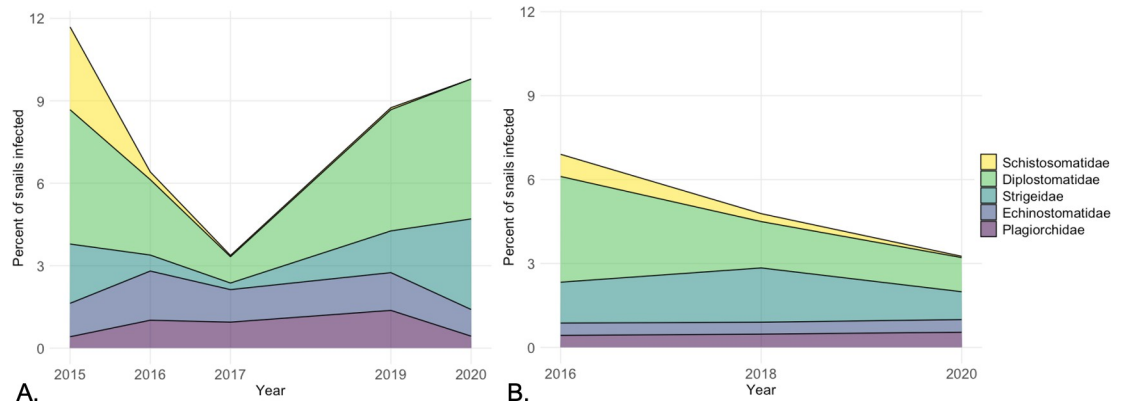 12
9
6
3
0
Percent of snails infected
2015
2016
2017
2019
2020
Year
A.
12
9
6
3
0
Percent of snails infected
2016
2018
2020
Year
B.
Schistosomatidae
Diplostomatidae
Strigeidae
Echinostomatidae
Plagiorchidae